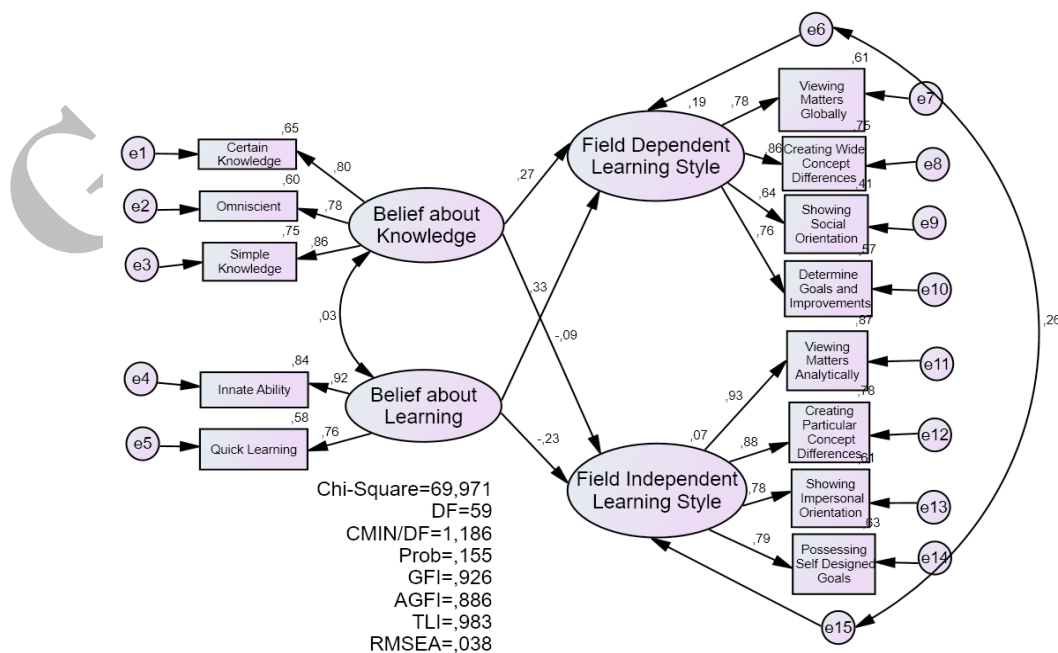 e6
,61
Viewing
Matters
Globally
e7
,19
,78
,75
Field Dependent
Learning Style
,86
Creating Wide
Concept
Differences
e8
,41
,64
Showing
Social
Orientation
e9
,57
,76
Determine
Goals and
Improvements
e10
,65
e1
Certain
Knowledge
,80
,60
e2
Omniscient
,78
,75
e3
Simple
Knowledge
,86
Belief about
Knowledge
,27
,33
-,09
,03
,26
,84
e4
Innate Ability
,92
,58
e5
Quick Learning
,76
Belief about
Learning
-,23
,87
Viewing
Matters
Analytically
e11
,93
,07
,78
Field Independent
Learning Style
,88
Creating
Particular
Concept
Differences
e12
,61
,78
Showing
Impersonal
Orientation
e13
,63
,79
Possessing
Self Designed
Goals
e14
e15
Chi-Square=69,971
DF=59
CMIN/DF=1,186
Prob=,155
GFI=,926
AGFI=,886
TLI=,983
RMSEA=,038